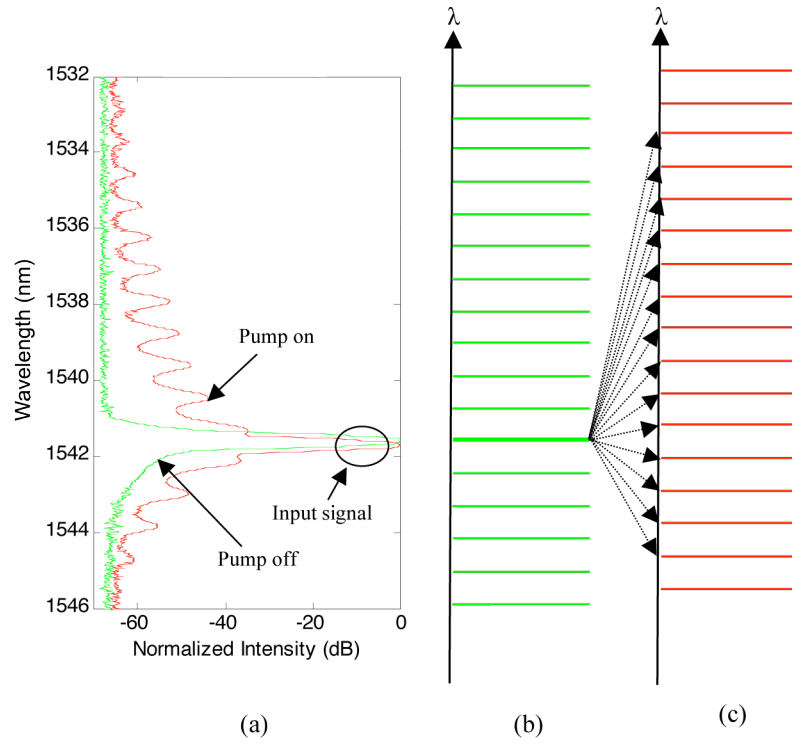 λ
λ
1532
1534
1536
1538
1540
1542
1544
1546
Wavelength (nm)
Pump on
Input signal
Pump off
-60
-40
-20
0
Normalized Intensity (dB)
(a)
(b)
(c)